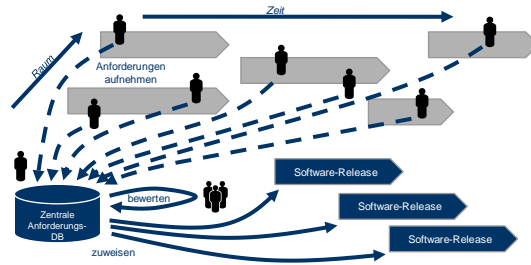 Zeit
Raum
Anforderungen
aufnehmen
Software-Release
bewerten
Software-Release
Zentrale
Anforderungs-
DB
Software-Release
zuweisen